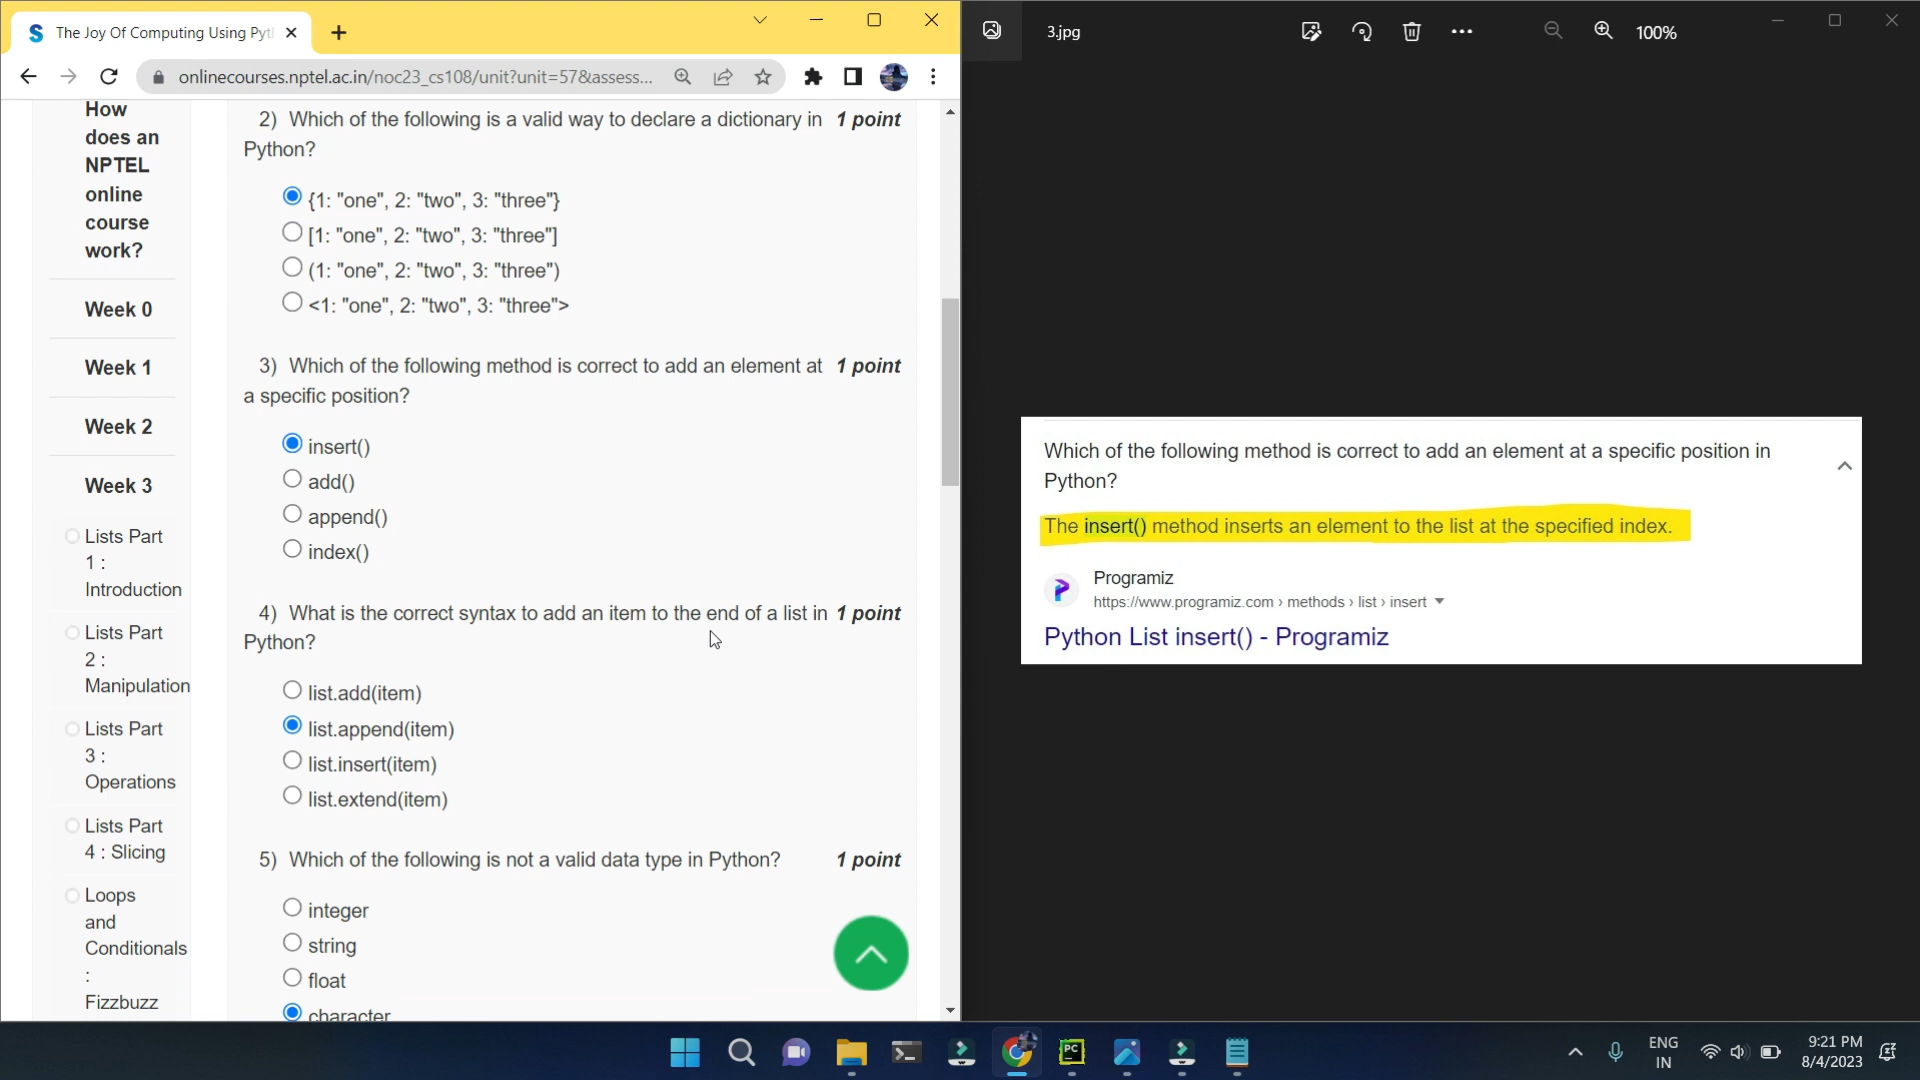 The Joy Of Computing Using Pyt
onlinecourses.nptel.ac.in/noc23_cs108/unit?unit=57&assess...
3.jpg
100%
How
does an
NPTEL
online
course
work?
Week 0
Week 1
Week 2
Week 3
Lists Part
1 :
Introduction
Lists Part
2 :
Manipulation
Lists Part
3 :
Operations
Lists Part
4 : Slicing
Loops
and
Conditionals
:
Fizzbuzz
2) Which of the following is a valid way to declare a dictionary in 1 point
Python?
{1: "one", 2: "two", 3: "three"}
[1: "one", 2: "two", 3: "three"]
(1: "one", 2: "two", 3: "three")
<1: "one", 2: "two", 3: "three">
3) Which of the following method is correct to add an element at 1 point
a specific position?
insert()
add()
append()
index()
4) What is the correct syntax to add an item to the end of a list in 1 point
Python?
list.add(item)
list.append(item)
list.insert(item)
list.extend(item)
5) Which of the following is not a valid data type in Python? 1 point
integer
string
float
character
Which of the following method is correct to add an element at a specific position in
Python?
The insert() method inserts an element to the list at the specified index.
Programiz
https://www.programiz.com › methods › list › insert
Python List insert() - Programiz
PC
ENG
IN
9:21 PM
8/4/2023